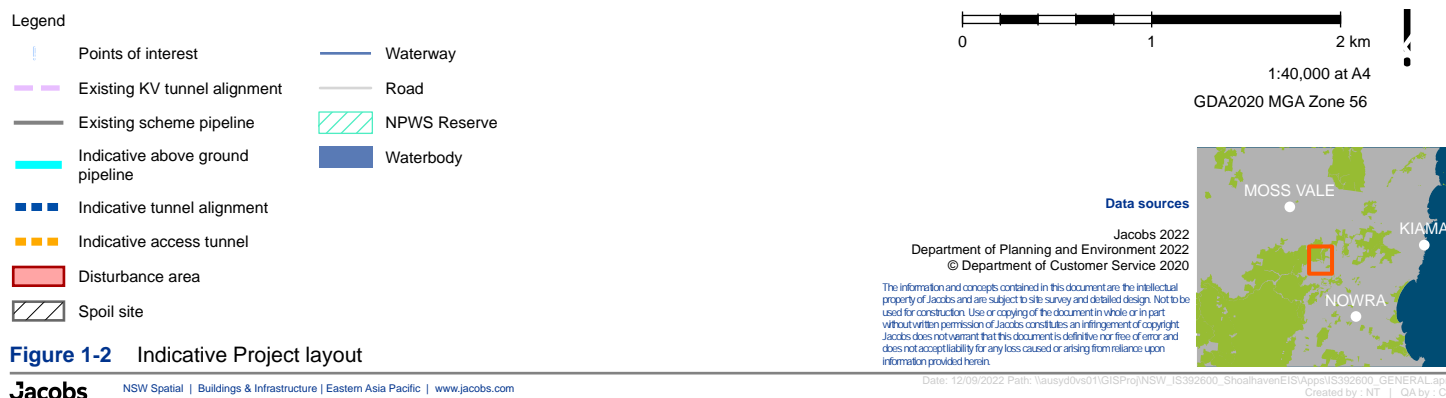 Legend
Points of interest
Existing KV tunnel alignment
Existing scheme pipeline
Indicative above ground
pipeline
Indicative tunnel alignment
Indicative access tunnel
Disturbance area
Spoil site
Waterway
Road
NPWS Reserve
Waterbody
0 1 2 km
1:40,000 at A4
GDA2020 MGA Zone 56
Data sources
Jacobs 2022
Department of Planning and Environment 2022
© Department of Customer Service 2020
The information and concepts contained in this document are the intellectual
property of Jacobs and are subject to site survey and detailed design. Not to be
used for construction. Use or copying of the document in whole or in part
without written permission of Jacobs constitutes an infringement of copyright.
Jacobs does not warrant that this document is definitive nor free of error and
does not accept liability for any loss caused or arising from reliance upon
information provided herein.
MOSS VALE
KIAMA
NOWRA
Figure 1-2 Indicative Project layout
Jacobs
NSW Spatial | Buildings & Infrastructure | Eastern Asia Pacific | www.jacobs.com
Date: 12/09/2022 Path: \\ausyd0vs01\GISProj\NSW_IS392600_ShoalhavenEIS\Apps\IS392600_GENERAL.ap
Created by : NT | QA by : C